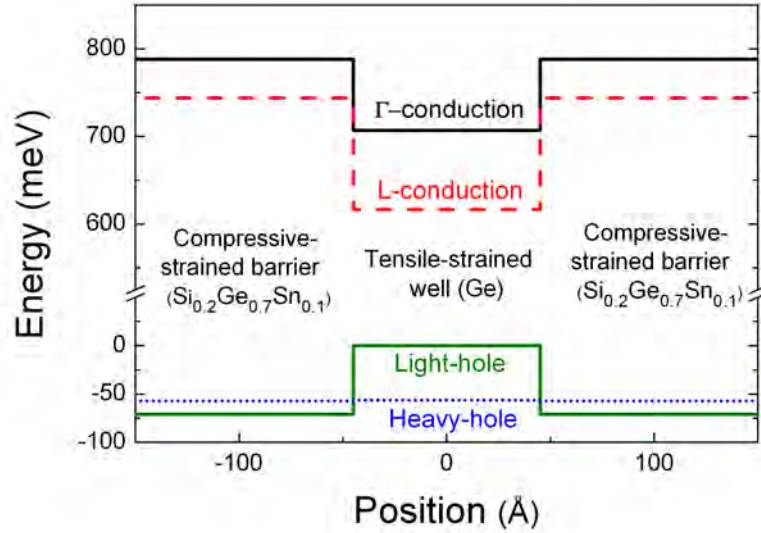 800
700
600
0
-50
-100
Energy (meV)
Γ–conduction
L-conduction
Compressive-
strained barrier
(Si0.2Ge0.7Sn0.1)
Tensile-strained
well (Ge)
Compressive-
strained barrier
(Si0.2Ge0.7Sn0.1)
Light-hole
Heavy-hole
-100
0
100
Position (Å)